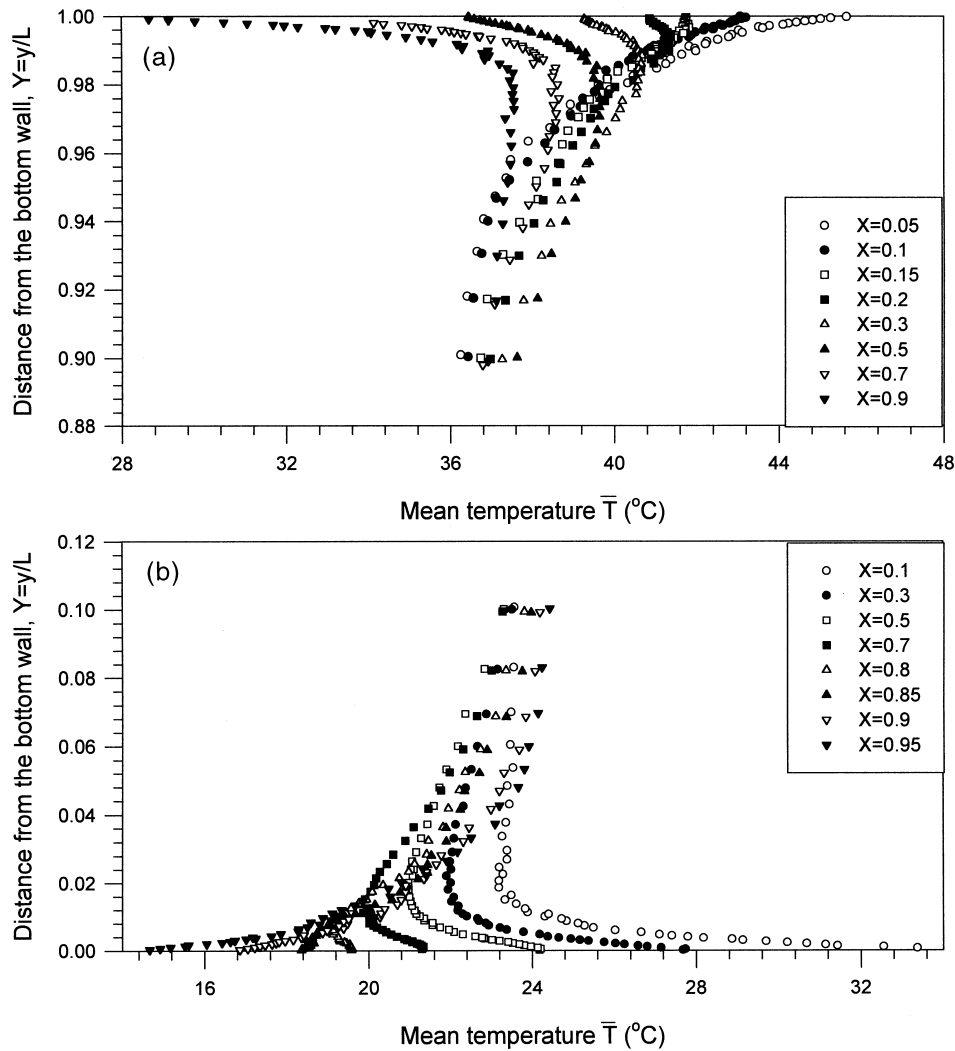 1.00
0.98
0.96
0.94
0.92
0.90
0.88
Distance from the bottom wall, Y=y/L
(a)
X=0.05
X=0.1
X=0.15
X=0.2
X=0.3
X=0.5
X=0.7
X=0.9
28 32 36 40 44 48
Mean temperature T̅ (°C)
0.12
0.10
0.08
0.06
0.04
0.02
0.00
Distance from the bottom wall, Y=y/L
(b)
X=0.1
X=0.3
X=0.5
X=0.7
X=0.8
X=0.85
X=0.9
X=0.95
16 20 24 28 32
Mean temperature T̅ (°C)